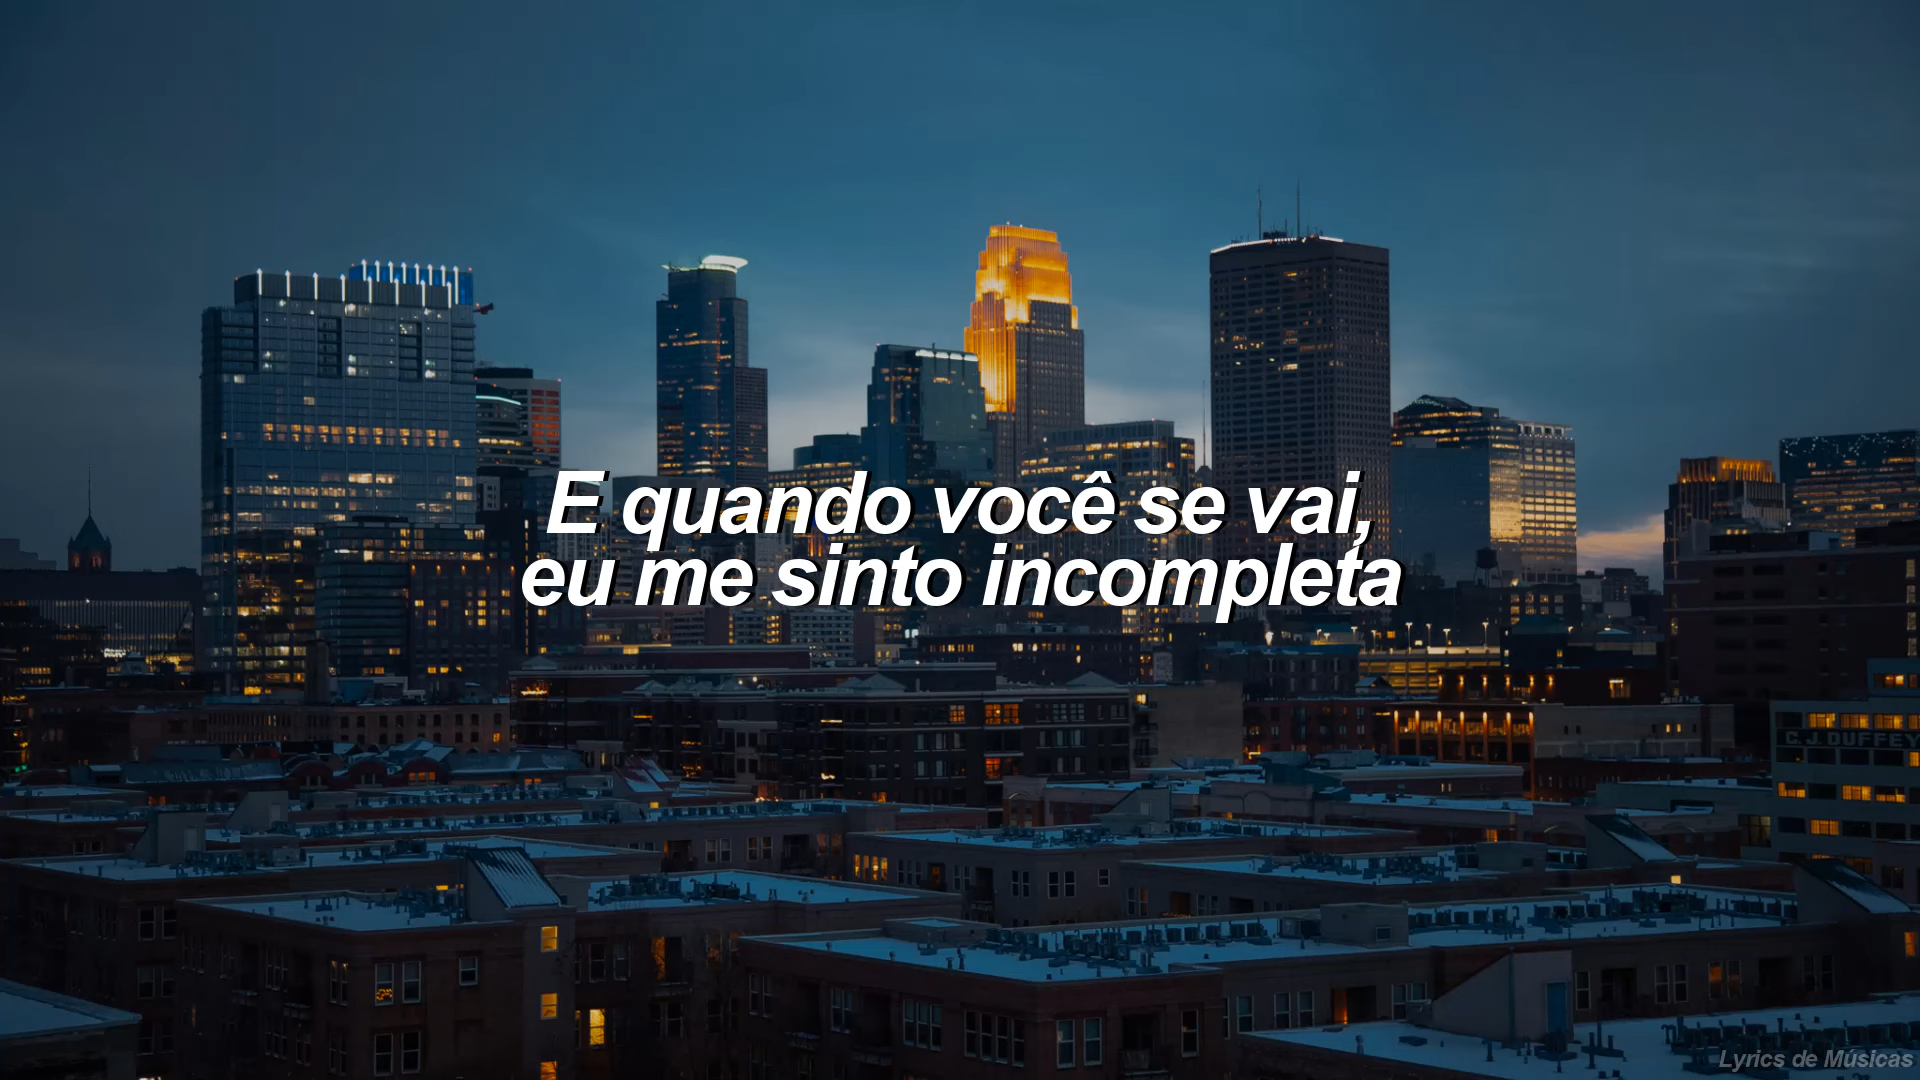 E quando você se vai,
eu me sinto incompleta
C.J. DUFFEY
Lyrics de Músicas